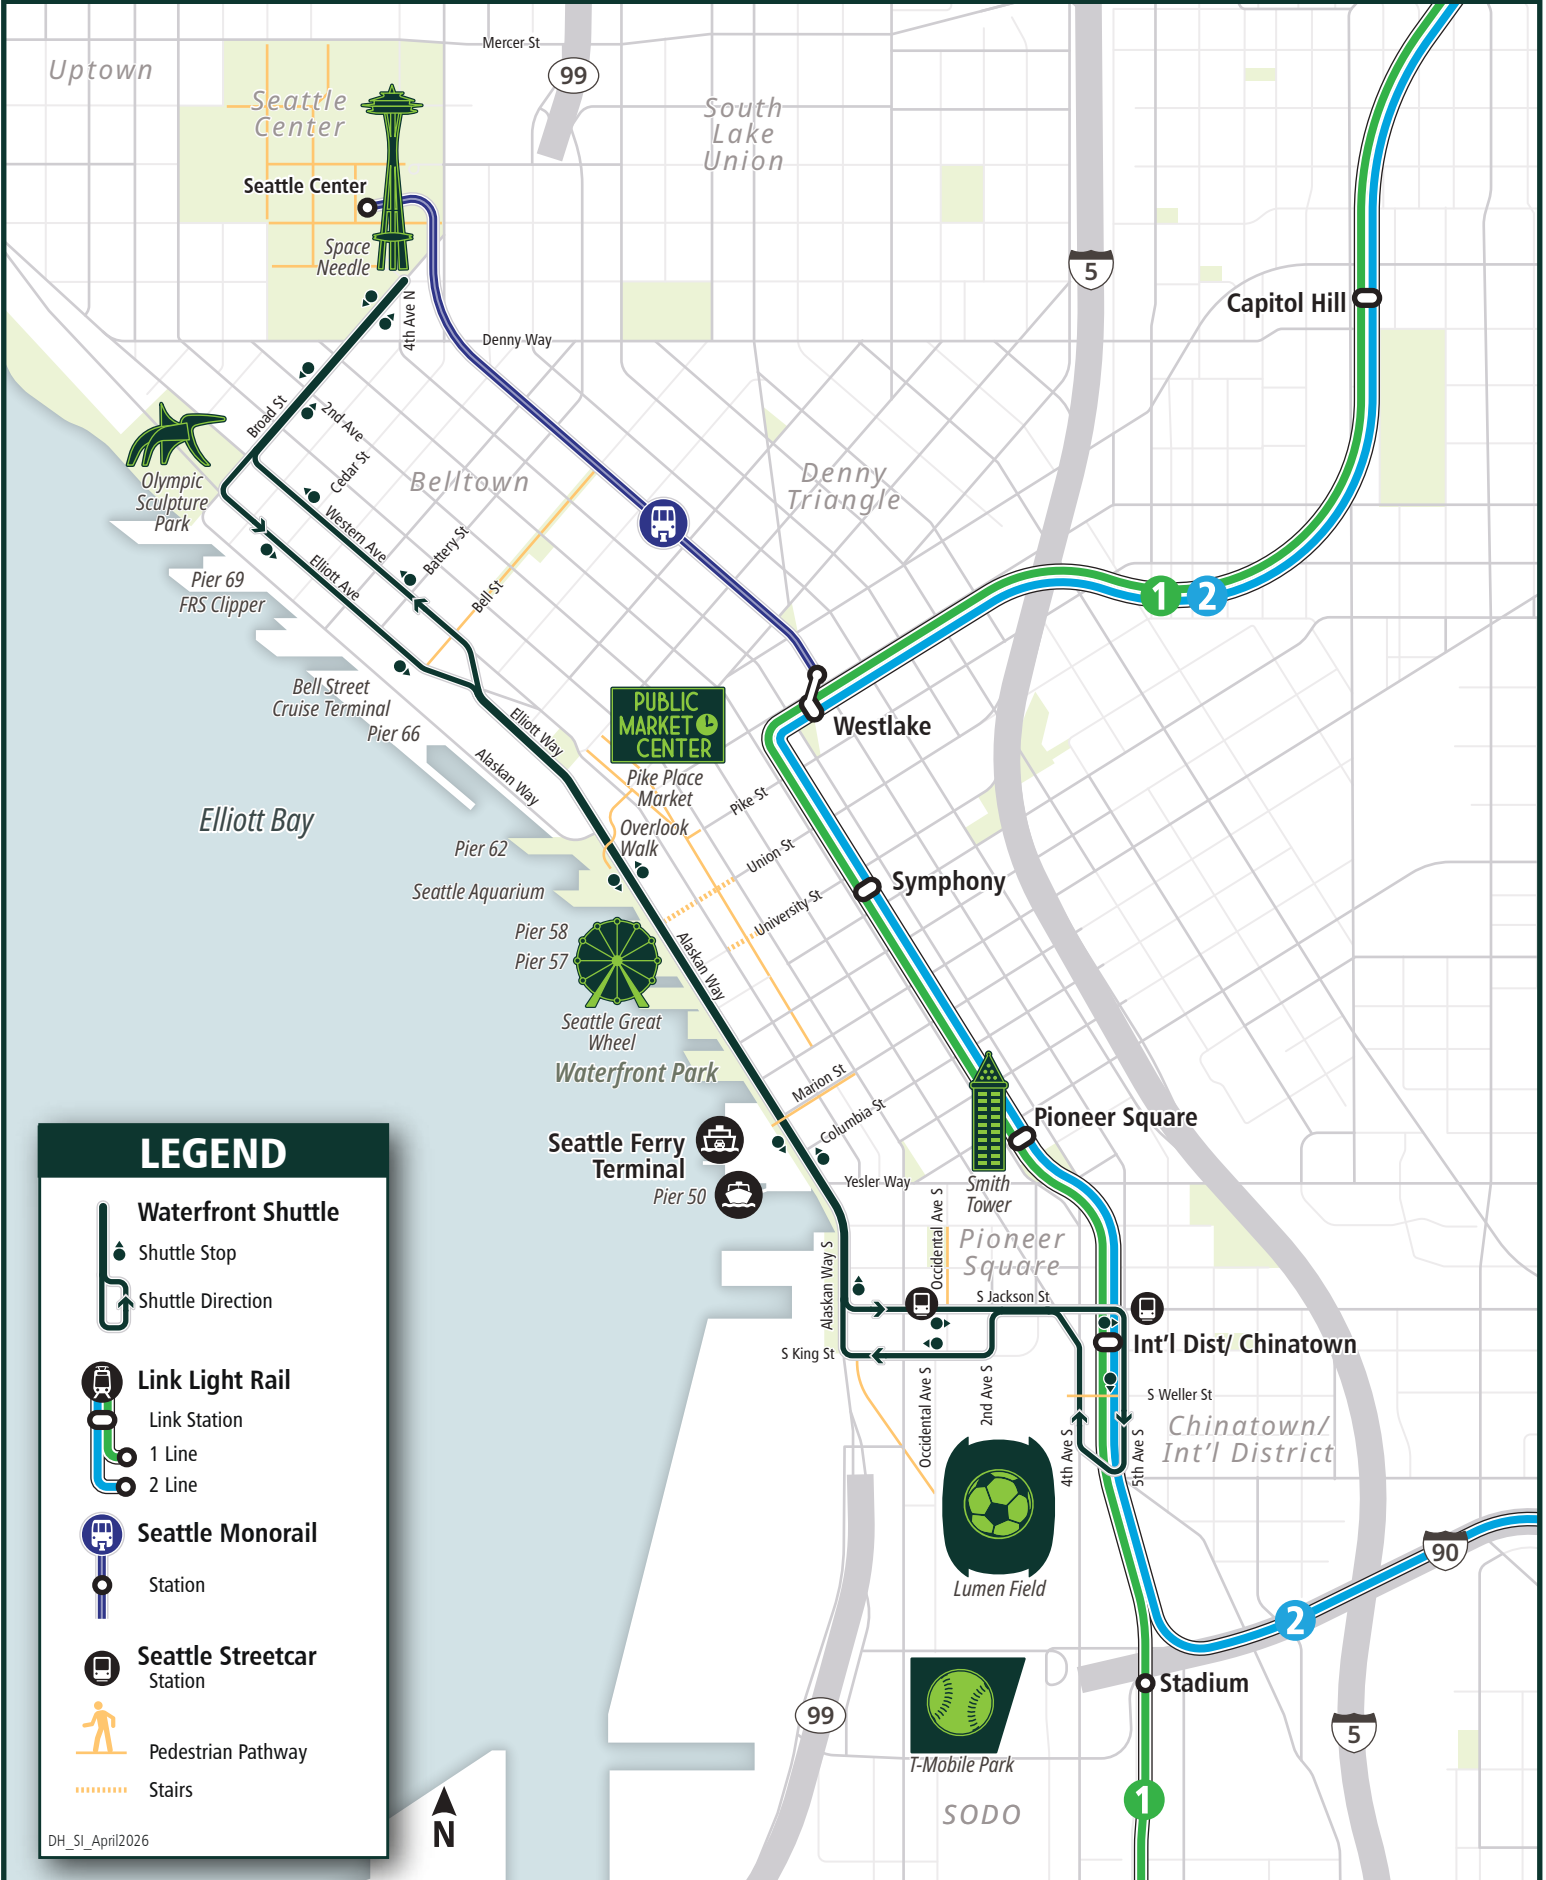 Mercer St
Uptown
99
Seattle
Center
South
Lake
Union
Seattle Center
Space
Needle
5
Capitol Hill
4th Ave N
Denny Way
Broad St
2nd Ave
Cedar St
Belltown
Denny
Triangle
Olympic
Sculpture
Park
Western Ave
Battery St
Elliott Ave
Bell St
Pier 69
FRS Clipper
1
2
Bell Street
Cruise Terminal
Pier 66
Elliott Way
Alaskan Way
PUBLIC
MARKET
CENTER
Westlake
Pike Place
Market
Pike St
Elliott Bay
Overlook
Walk
Pier 62
Union St
Seattle Aquarium
Symphony
University St
Pier 58
Pier 57
Alaskan Way
Seattle Great
Wheel
Waterfront Park
Marion St
Columbia St
Pioneer Square
Seattle Ferry
Terminal
Pier 50
Yesler Way
Smith
Tower
Occidental Ave S
Pioneer
Square
Alaskan Way S
S Jackson St
S King St
Int'l Dist/ Chinatown
Occidental Ave S
2nd Ave S
S Weller St
Chinatown/
Int'l District
4th Ave S
5th Ave S
Lumen Field
90
2
Stadium
99
5
T-Mobile Park
SODO
1
N
LEGEND
Waterfront Shuttle
Shuttle Stop
Shuttle Direction
Link Light Rail
Link Station
1 Line
2 Line
Seattle Monorail
Station
Seattle Streetcar
Station
Pedestrian Pathway
Stairs
DH_SI_April2026